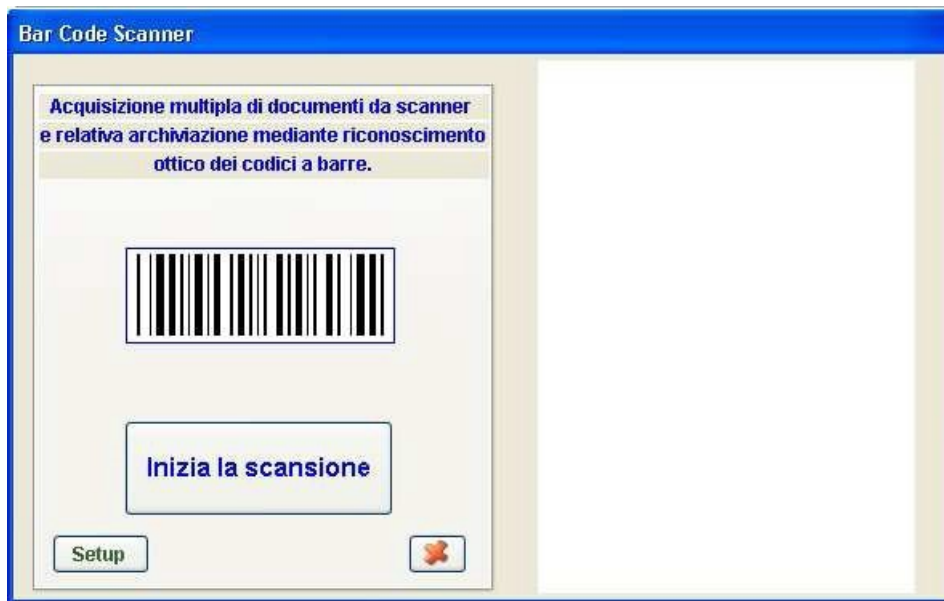 Bar Code Scanner
Acquisizione multipla di documenti da scanner
e relativa archiviazione mediante riconoscimento
ottico dei codici a barre.
Inizia la scansione
Setup